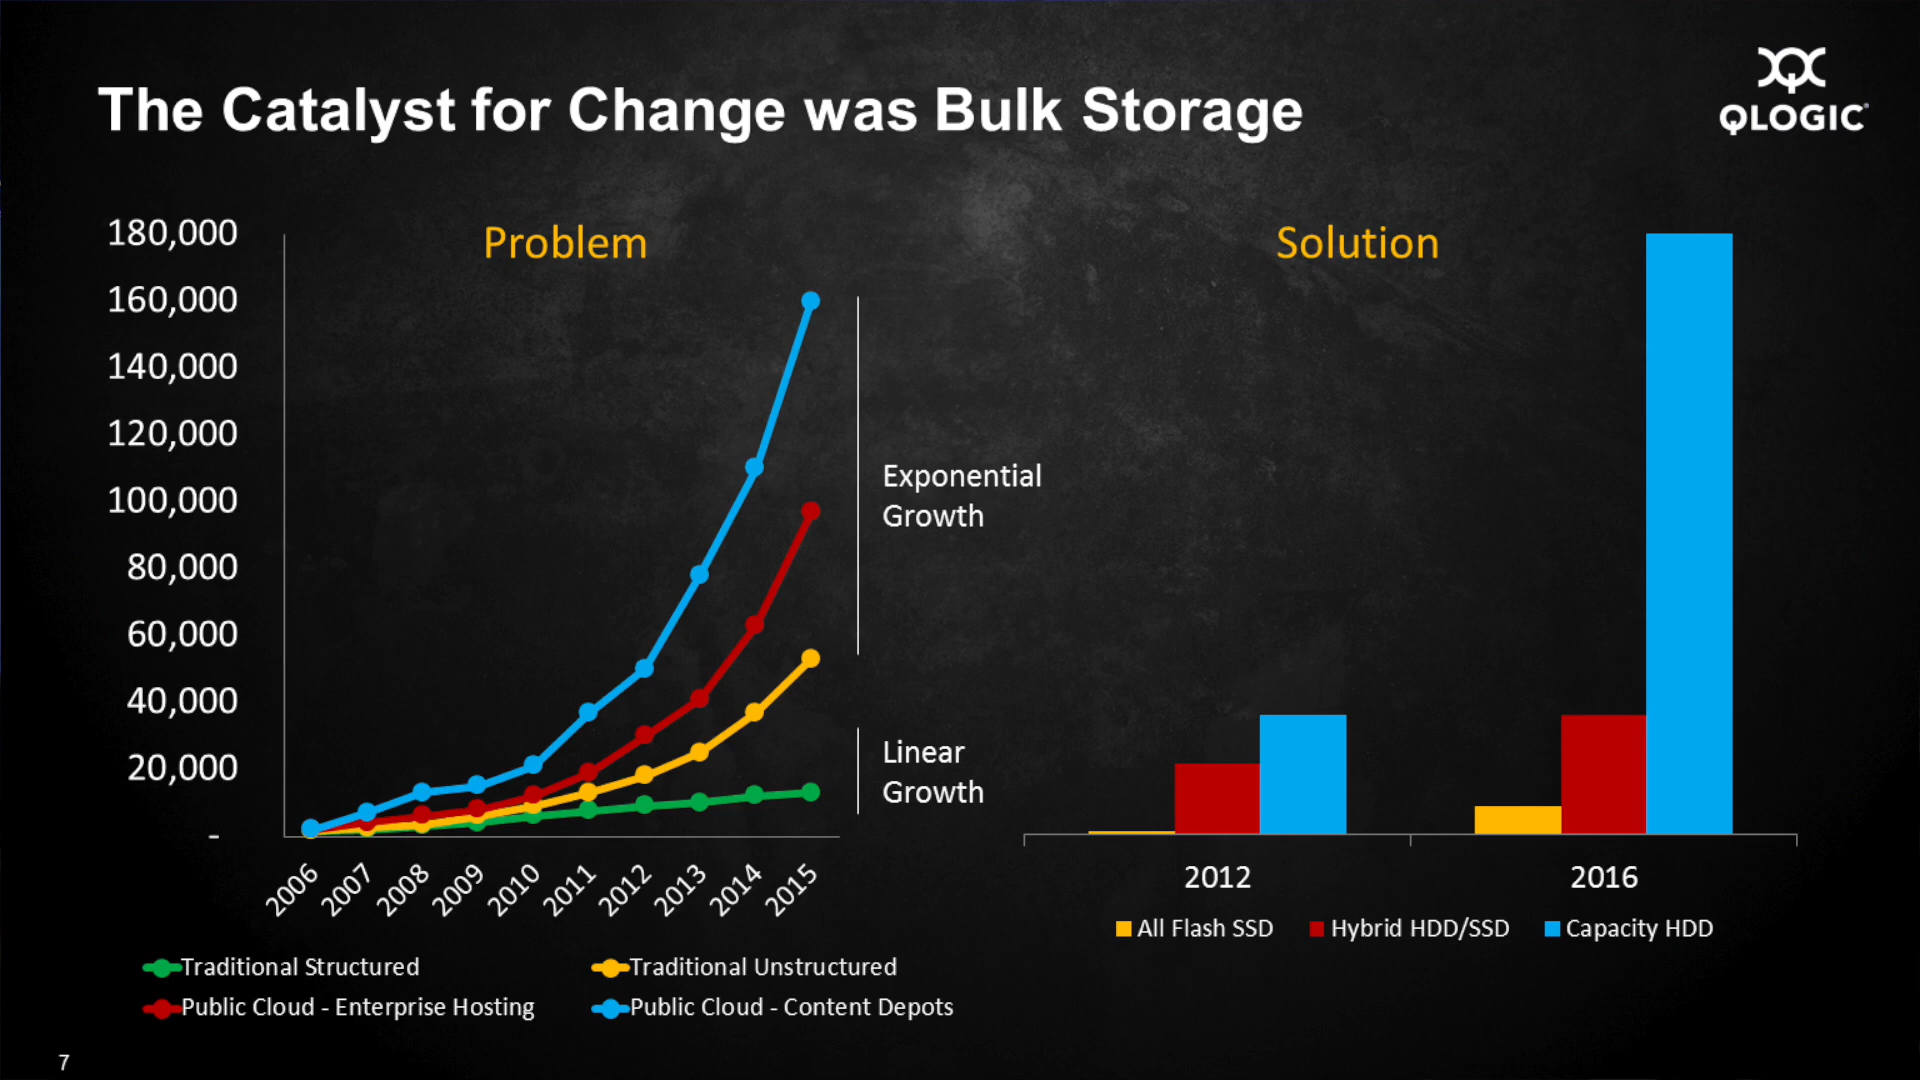 The Catalyst for Change was Bulk Storage
QLOGIC
Problem
180,000
160,000
140,000
120,000
100,000
80,000
60,000
40,000
20,000
-
2006
2007
2008
2009
2010
2011
2012
2013
2014
2015
Exponential
Growth
Linear
Growth
Traditional Structured
Traditional Unstructured
Public Cloud - Enterprise Hosting
Public Cloud - Content Depots
Solution
2012
2016
All Flash SSD
Hybrid HDD/SSD
Capacity HDD
7